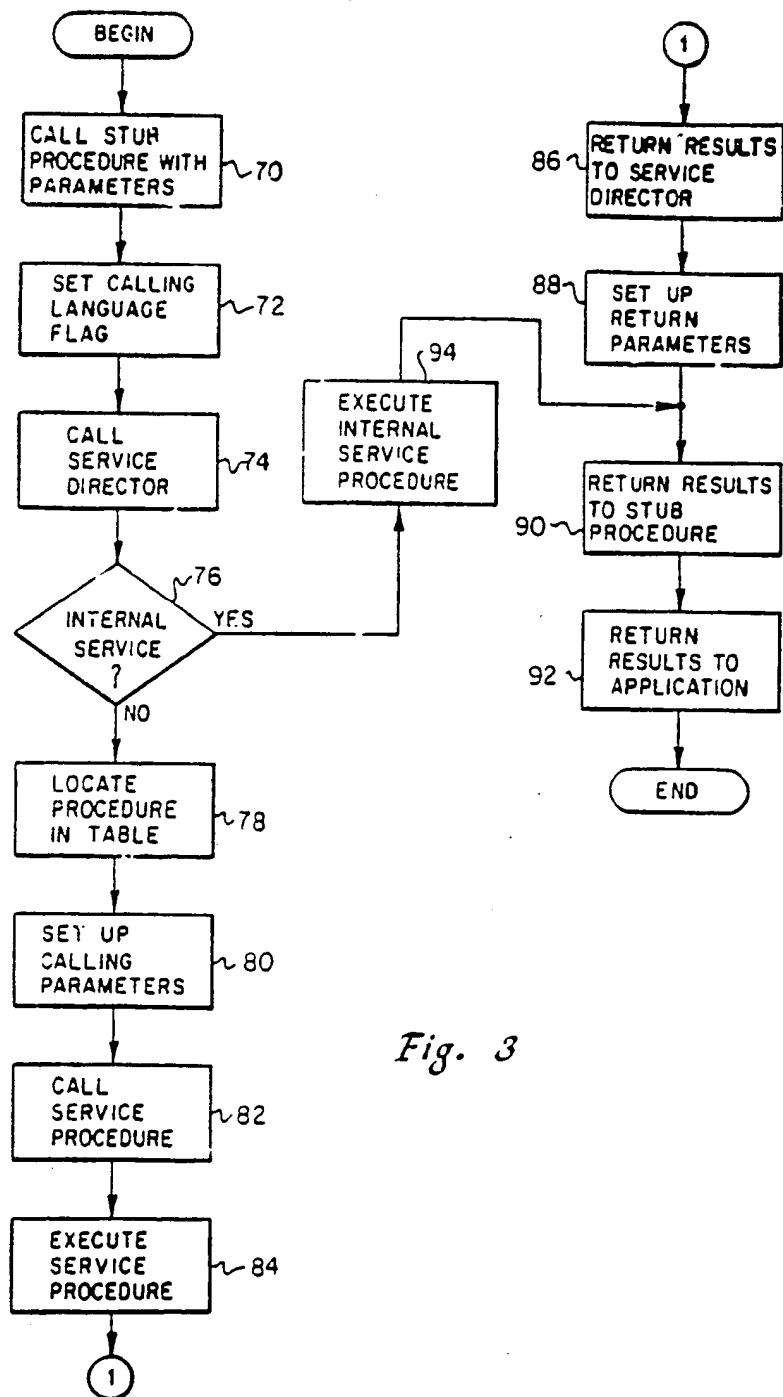 BEGIN
CALL STUB
PROCEDURE WITH
PARAMETERS
70
SET CALLING
LANGUAGE
FLAG
72
CALL
SERVICE
DIRECTOR
74
76
INTERNAL
SERVICE
?
YES
NO
LOCATE
PROCEDURE
IN TABLE
78
SET UP
CALLING
PARAMETERS
80
CALL
SERVICE
PROCEDURE
82
EXECUTE
SERVICE
PROCEDURE
84
1
94
EXECUTE
INTERNAL
SERVICE
PROCEDURE
1
86
RETURN RESULTS
TO SERVICE
DIRECTOR
88
SET UP
RETURN
PARAMETERS
RETURN RESULTS
TO STUB
90
PROCEDURE
RETURN
RESULTS TO
92
APPLICATION
END
Fig. 3